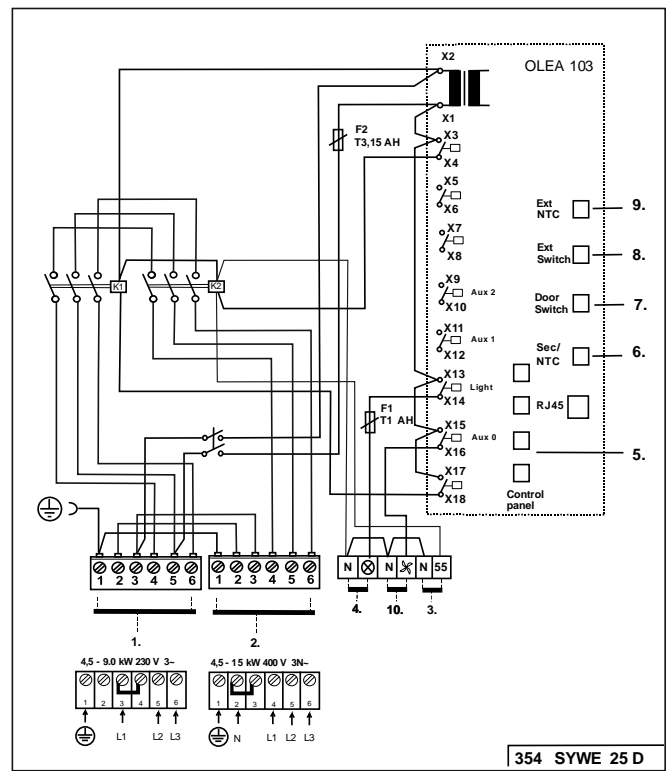 X2
OLEA 103
X1
F2
T3,15 AH
X3
X4
X5
X6
Ext
NTC
9.
X7
X8
Ext
Switch
8.
K1
K2
X9
Aux 2
X10
Door
Switch
7.
X11
Aux 1
X12
Sec/
NTC
6.
X13
Light
X14
F1
T1 AH
RJ45
X15
Aux 0
X16
5.
X17
X18
Control
panel
1 2 3 4 5 6
1 2 3 4 5 6
N N N 55
4. 10. 3.
1. 2.
4,5 - 9.0 kW 230 V 3~
4,5 - 15 kW 400 V 3N~
1 2 3 4 5 6
1 2 3 4 5 6
L1 L2 L3
N L1 L2 L3
354 SYWE 25 D